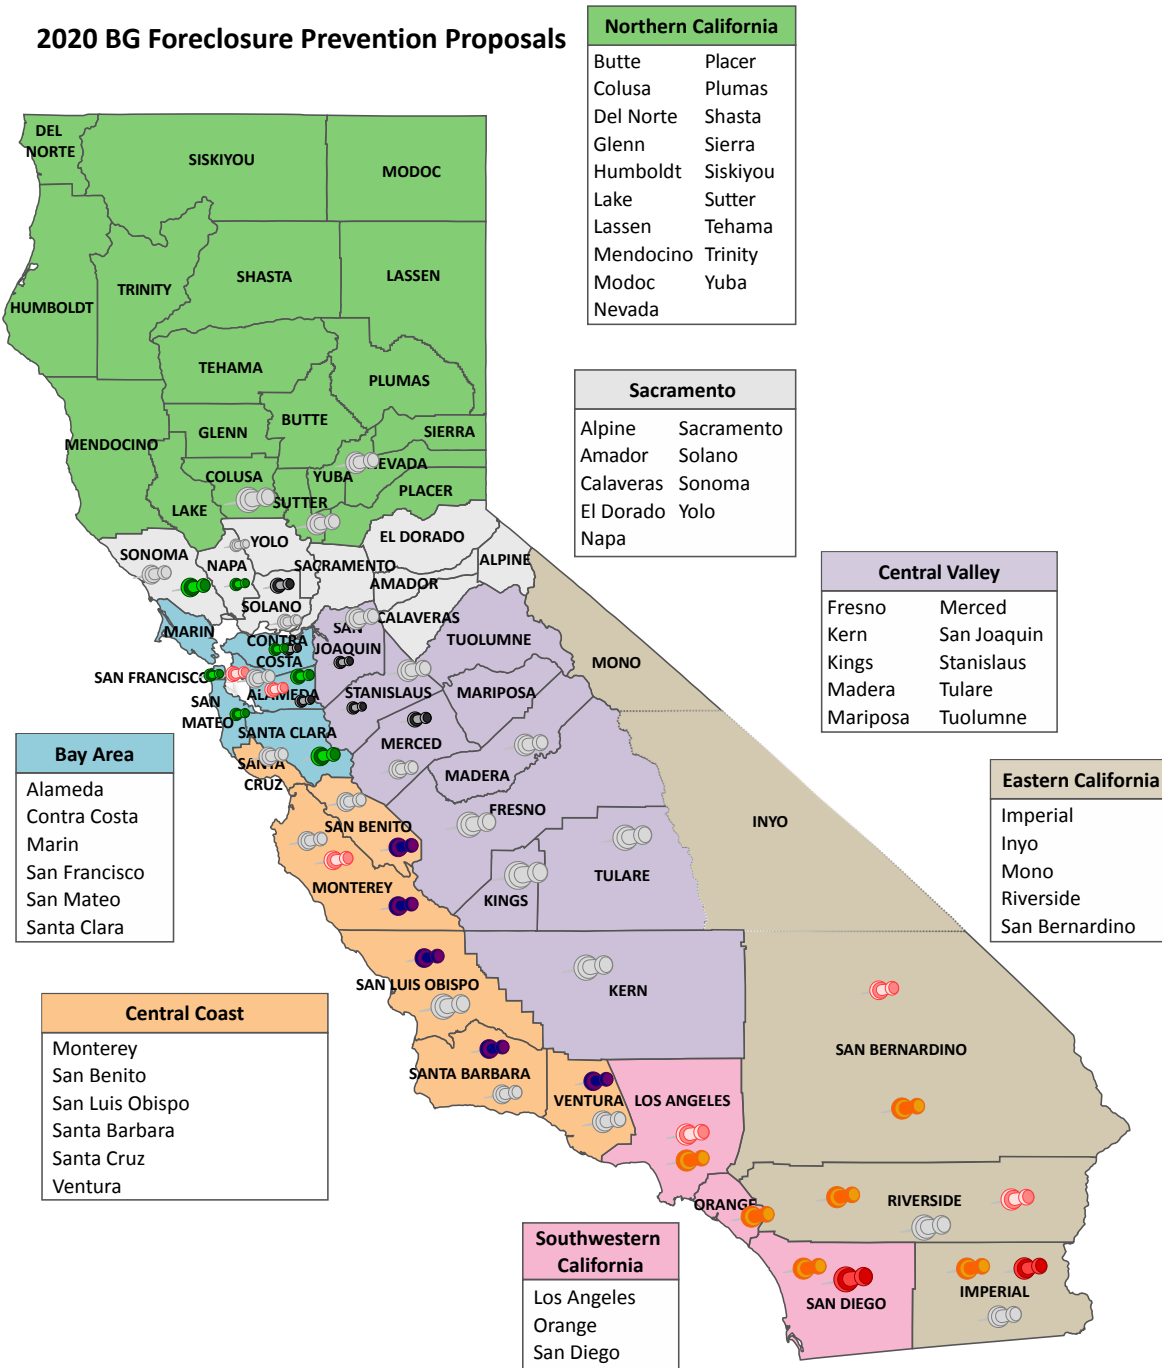 2020 BG Foreclosure Prevention Proposals
Northern California
Butte Placer
Colusa Plumas
Del Norte Shasta
Glenn Sierra
Humboldt Siskiyou
Lake Sutter
Lassen Tehama
Mendocino Trinity
Modoc Yuba
Nevada
Sacramento
Alpine Sacramento
Amador Solano
Calaveras Sonoma
El Dorado Yolo
Napa
Central Valley
Fresno Merced
Kern San Joaquin
Kings Stanislaus
Madera Tulare
Mariposa Tuolumne
Eastern California
Imperial
Inyo
Mono
Riverside
San Bernardino
Bay Area
Alameda
Contra Costa
Marin
San Francisco
San Mateo
Santa Clara
Central Coast
Monterey
San Benito
San Luis Obispo
Santa Barbara
Santa Cruz
Ventura
Southwestern
California
Los Angeles
Orange
San Diego
DEL
NORTE
SISKIYOU
MODOC
HUMBOLDT
TRINITY
SHASTA
LASSEN
TEHAMA
PLUMAS
MENDOCINO
GLENN
BUTTE
SIERRA
COLUSA
YUBA
EVADA
LAKE
SUTTER
PLACER
SONOMA
NAPA
YOLO
SACRAMENTO
EL DORADO
ALPINE
AMADOR
SOLANO
CALAVERAS
MARIN
CONTRA
COSTA
SAN
JOAQUIN
TUOLUMNE
MONO
SAN FRANCISCO
ALAMEDA
STANISLAUS
MARIPOSA
SAN
MATEO
SANTA CLARA
MERCED
SANTA
CRUZ
MADERA
SAN BENITO
FRESNO
INYO
MONTEREY
KINGS
TULARE
SAN LUIS OBISPO
KERN
SAN BERNARDINO
SANTA BARBARA
VENTURA
LOS ANGELES
ORANGE
RIVERSIDE
SAN DIEGO
IMPERIAL